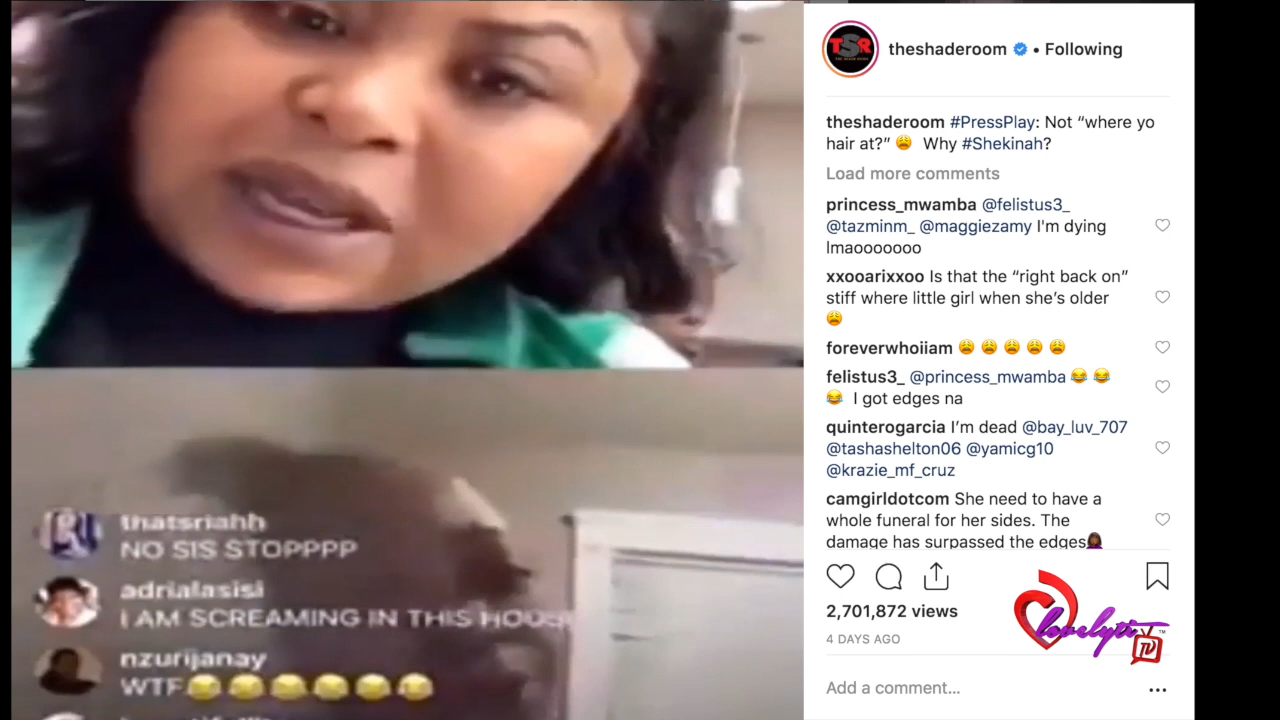 thatsriahh
NO SIS STOPPPP
adrialasisi
I AM SCREAMING IN THIS HOUSE
nzurijanay
WTF😂😂😂😂😂😂
TSR
theshaderoom • Following
theshaderoom #PressPlay: Not “where yo
hair at?” 😩 Why #Shekinah?
Load more comments
princess_mwamba @felistus3_
@tazminm_ @maggiezamy I'm dying
lmaooooooo
xxooarixxoo Is that the “right back on”
stiff where little girl when she’s older
😩
foreverwhoiiam 😩 😩 😩 😩 😩
felistus3_ @princess_mwamba 😂 😂
😂 I got edges na
quinterogarcia I’m dead @bay_luv_707
@tashashelton06 @yamicg10
@krazie_mf_cruz
camgirldotcom She need to have a
whole funeral for her sides. The
damage has surpassed the edges🤦🏾‍♀️
2,701,872 views
4 DAYS AGO
lovelyti TV™
Add a comment...